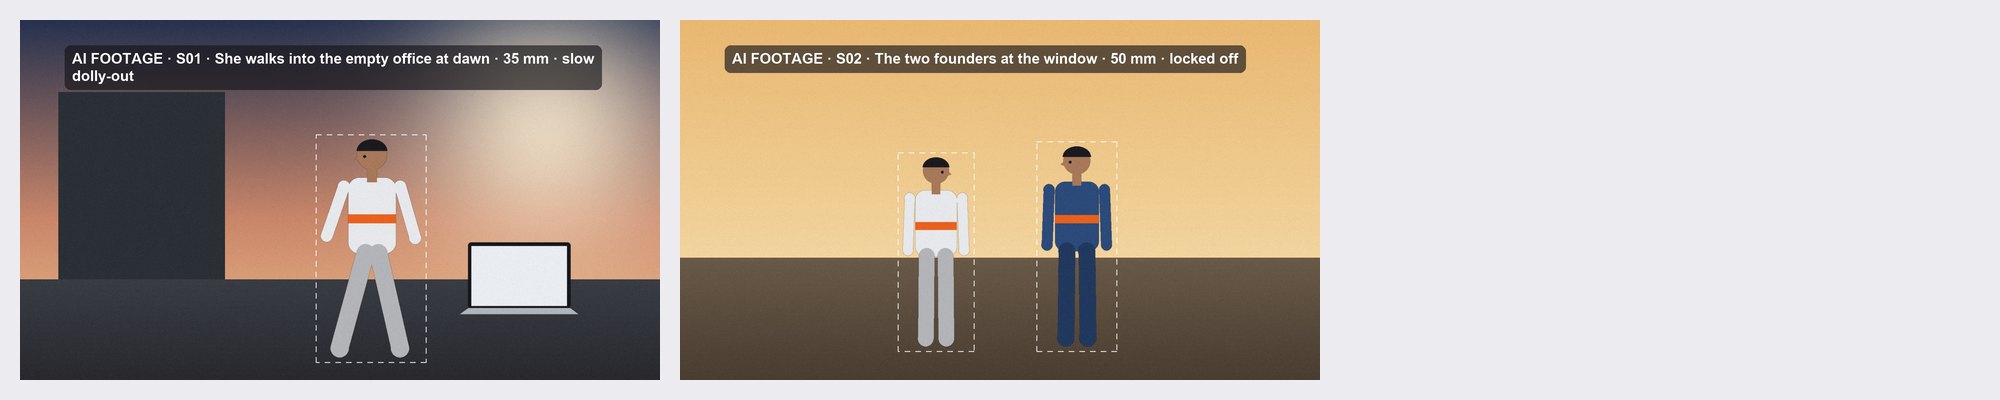 AI FOOTAGE · S01 · She walks into the empty office at dawn · 35 mm · slow
dolly-out
AI FOOTAGE · S02 · The two founders at the window · 50 mm · locked off